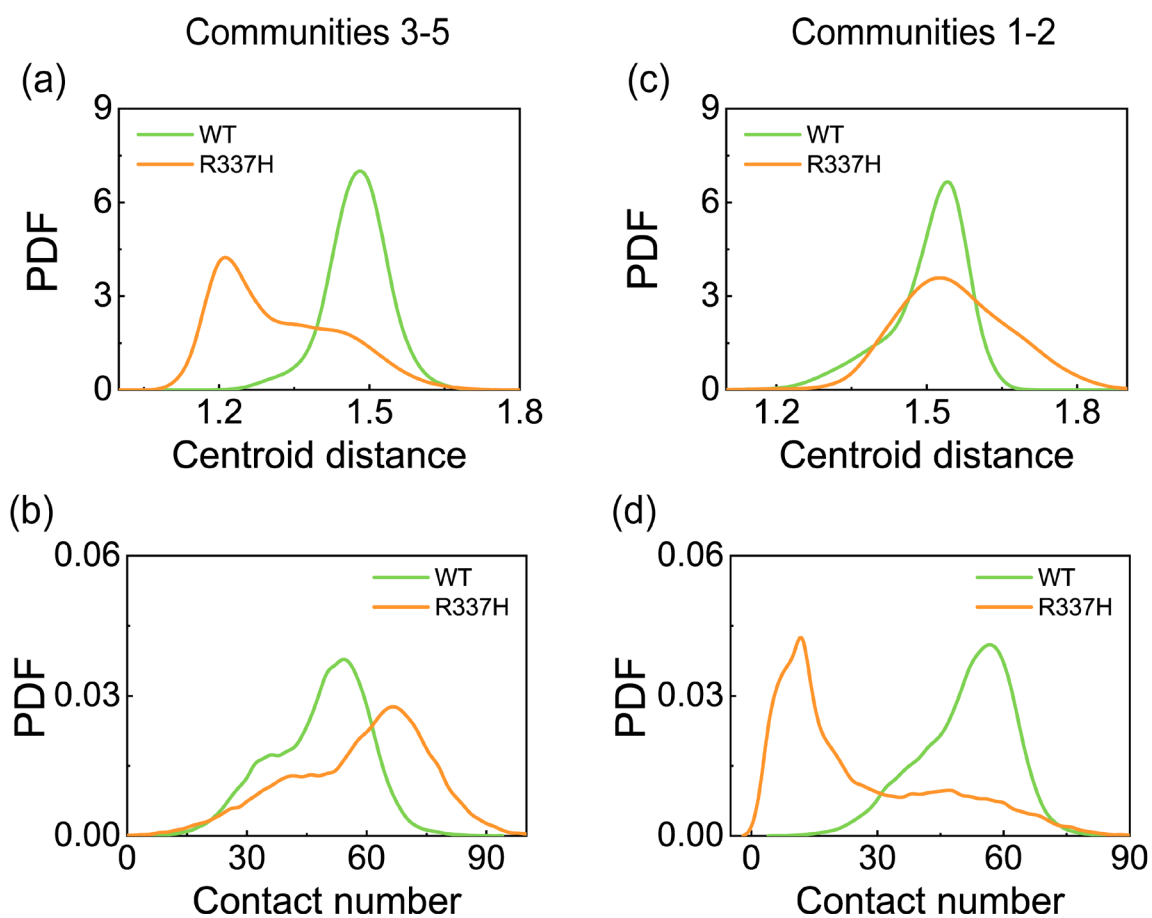 Communities 3-5
Communities 1-2
(a)
9
6
3
0
PDF
WT
R337H
1.2 1.5 1.8
Centroid distance
(c)
9
6
3
0
PDF
WT
R337H
1.2 1.5 1.8
Centroid distance
(b)
0.06
0.03
0.00
PDF
WT
R337H
0 30 60 90
Contact number
(d)
0.06
0.03
0.00
PDF
WT
R337H
0 30 60 90
Contact number